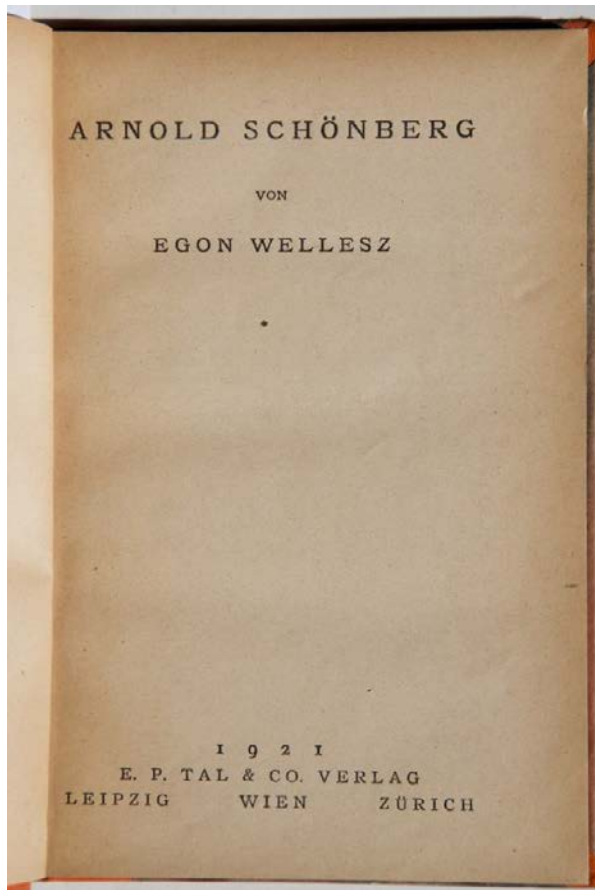 ARNOLD SCHÖNBERG
VON
EGON WELLESZ
1921
E. P. TAL & CO. VERLAG
LEIPZIG WIEN ZÜRICH